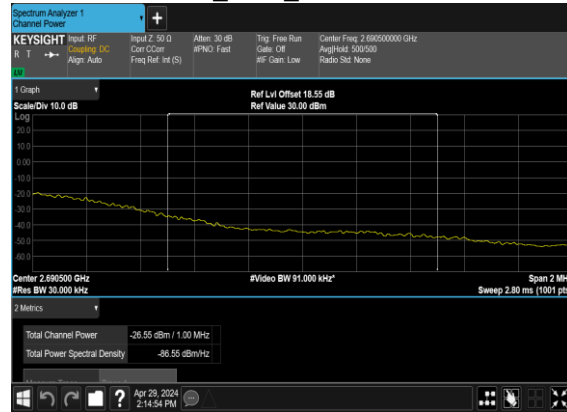 Spectrum Analyzer 1
Channel Power
+
KEYSIGHT Input: RF Input Z: 50 Ω Atten: 30 dB Trig: Free Run Center Freq: 2.690500000 GHz
R T Coupling: DC Corr CCorr #PNO: Fast Gate: Off Avg|Hold: 500/500
Align: Auto Freq Ref: Int (S) #IF Gain: Low Radio Std: None
LXI
1 Graph
Scale/Div 10.0 dB Ref Lvl Offset 18.55 dB
Ref Value 30.00 dBm
Log
20.0
10.0
0.00
-10.0
-20.0
-30.0
-40.0
-50.0
-60.0
Center 2.690500 GHz #Video BW 91.000 kHz* Span 2 MH
#Res BW 30.000 kHz Sweep 2.80 ms (1001 pts
2 Metrics
Total Channel Power -26.55 dBm / 1.00 MHz
Total Power Spectral Density -86.55 dBm/Hz
? Apr 29, 2024
2:14:54 PM